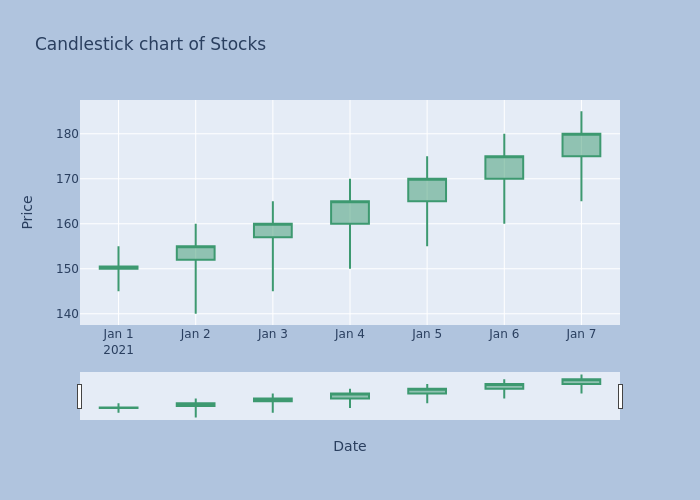 Candlestick chart of Stocks
Price
180
170
160
150
140
Jan 1
2021
Jan 2
Jan 3
Jan 4
Jan 5
Jan 6
Jan 7
Date